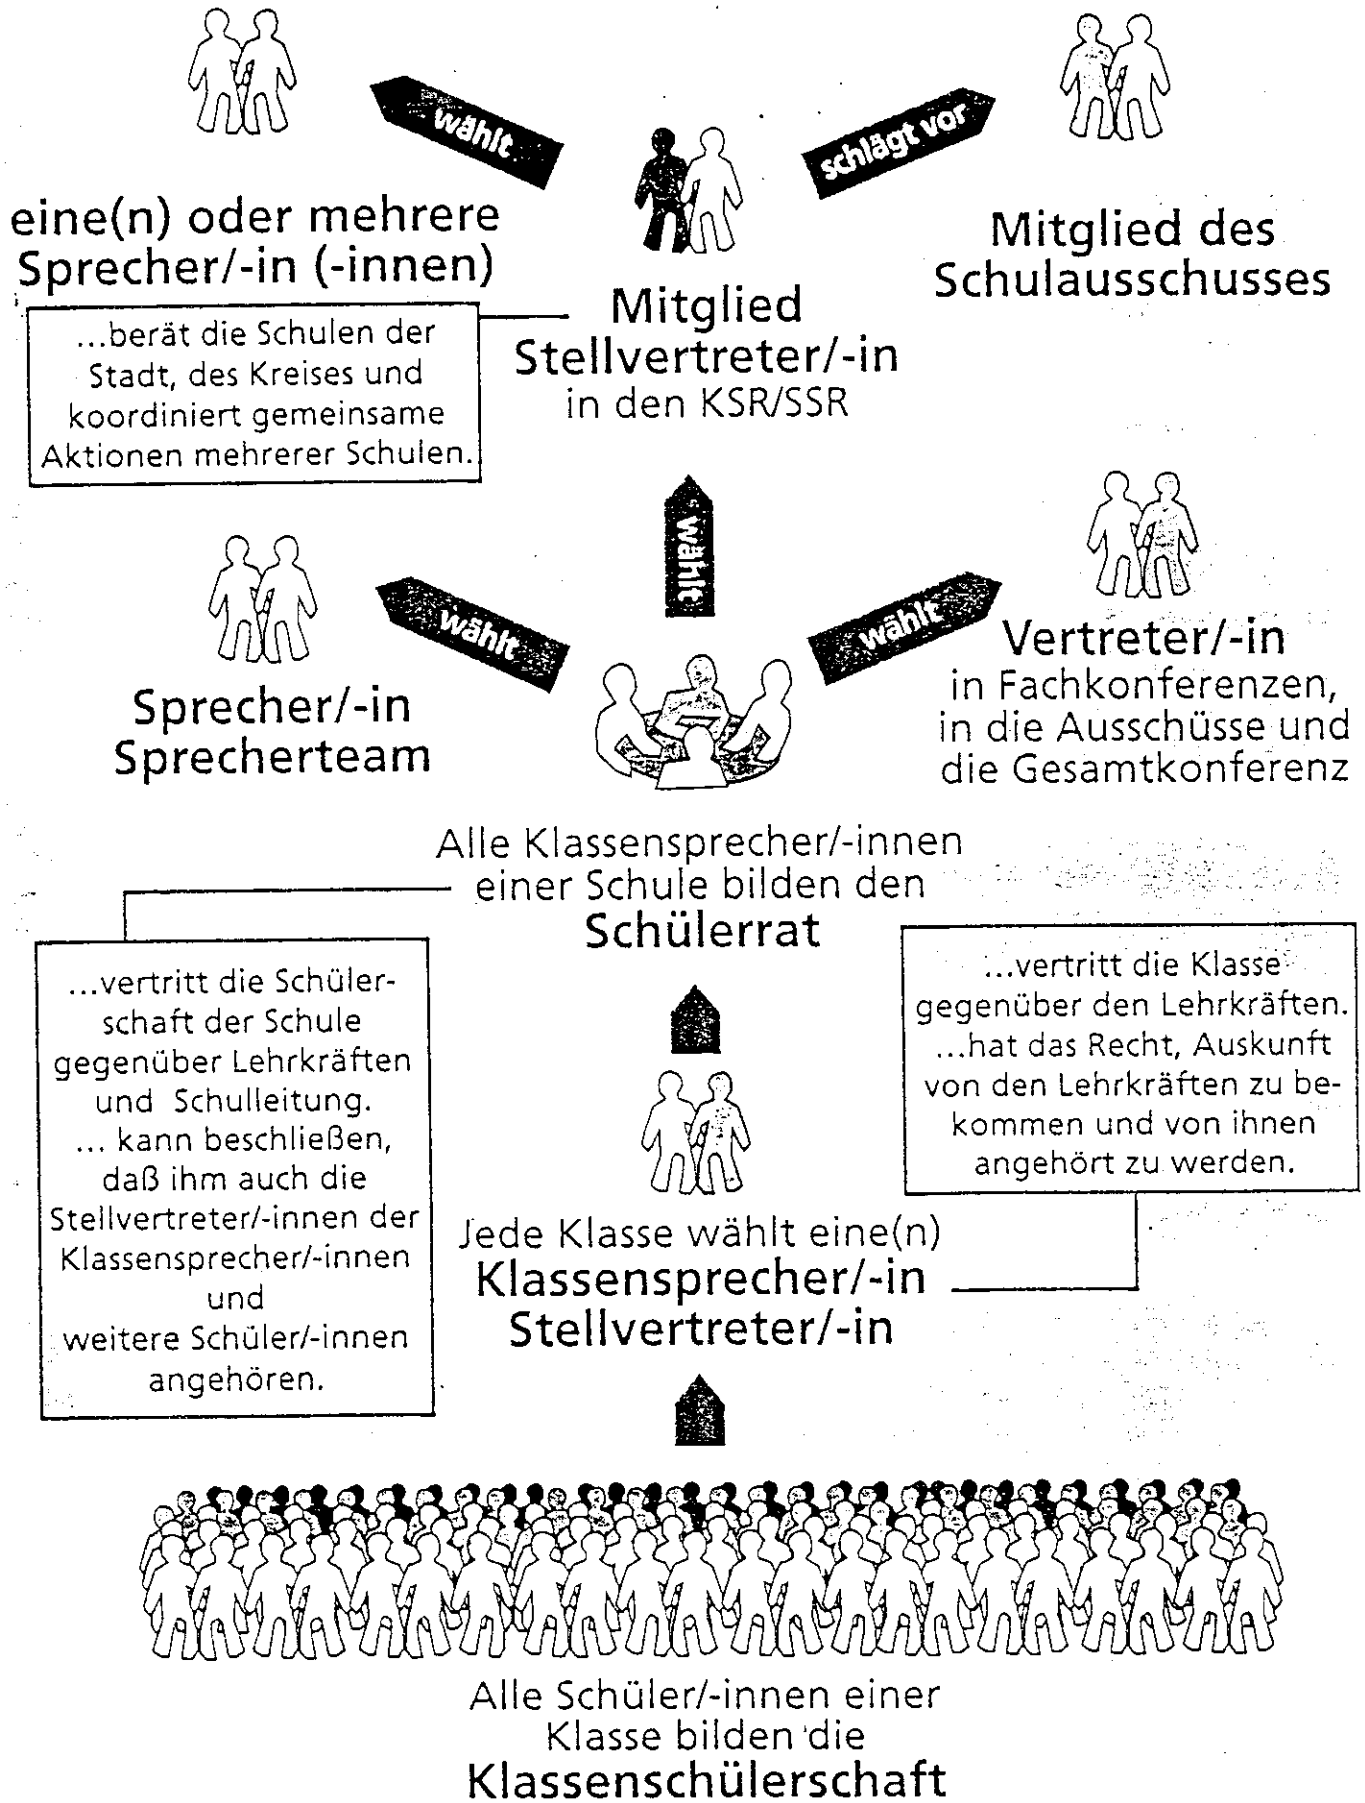 wählt
schlägt vor
eine(n) oder mehrere
Sprecher/-in (-innen)
Mitglied des
Schulausschusses
Mitglied
Stellvertreter/-in
in den KSR/SSR
...berät die Schulen der
Stadt, des Kreises und
koordiniert gemeinsame
Aktionen mehrerer Schulen.
wählt
wählt
wählt
Sprecher/-in
Sprecherteam
Vertreter/-in
in Fachkonferenzen,
in die Ausschüsse und
die Gesamtkonferenz
Alle Klassensprecher/-innen
einer Schule bilden den
Schülerrat
...vertritt die Schüler-
schaft der Schule
gegenüber Lehrkräften
und Schulleitung.
... kann beschließen,
daß ihm auch die
Stellvertreter/-innen der
Klassensprecher/-innen
und
weitere Schüler/-innen
angehören.
...vertritt die Klasse
gegenüber den Lehrkräften.
...hat das Recht, Auskunft
von den Lehrkräften zu be-
kommen und von ihnen
angehört zu werden.
Jede Klasse wählt eine(n)
Klassensprecher/-in
Stellvertreter/-in
Alle Schüler/-innen einer
Klasse bilden die
Klassenschülerschaft